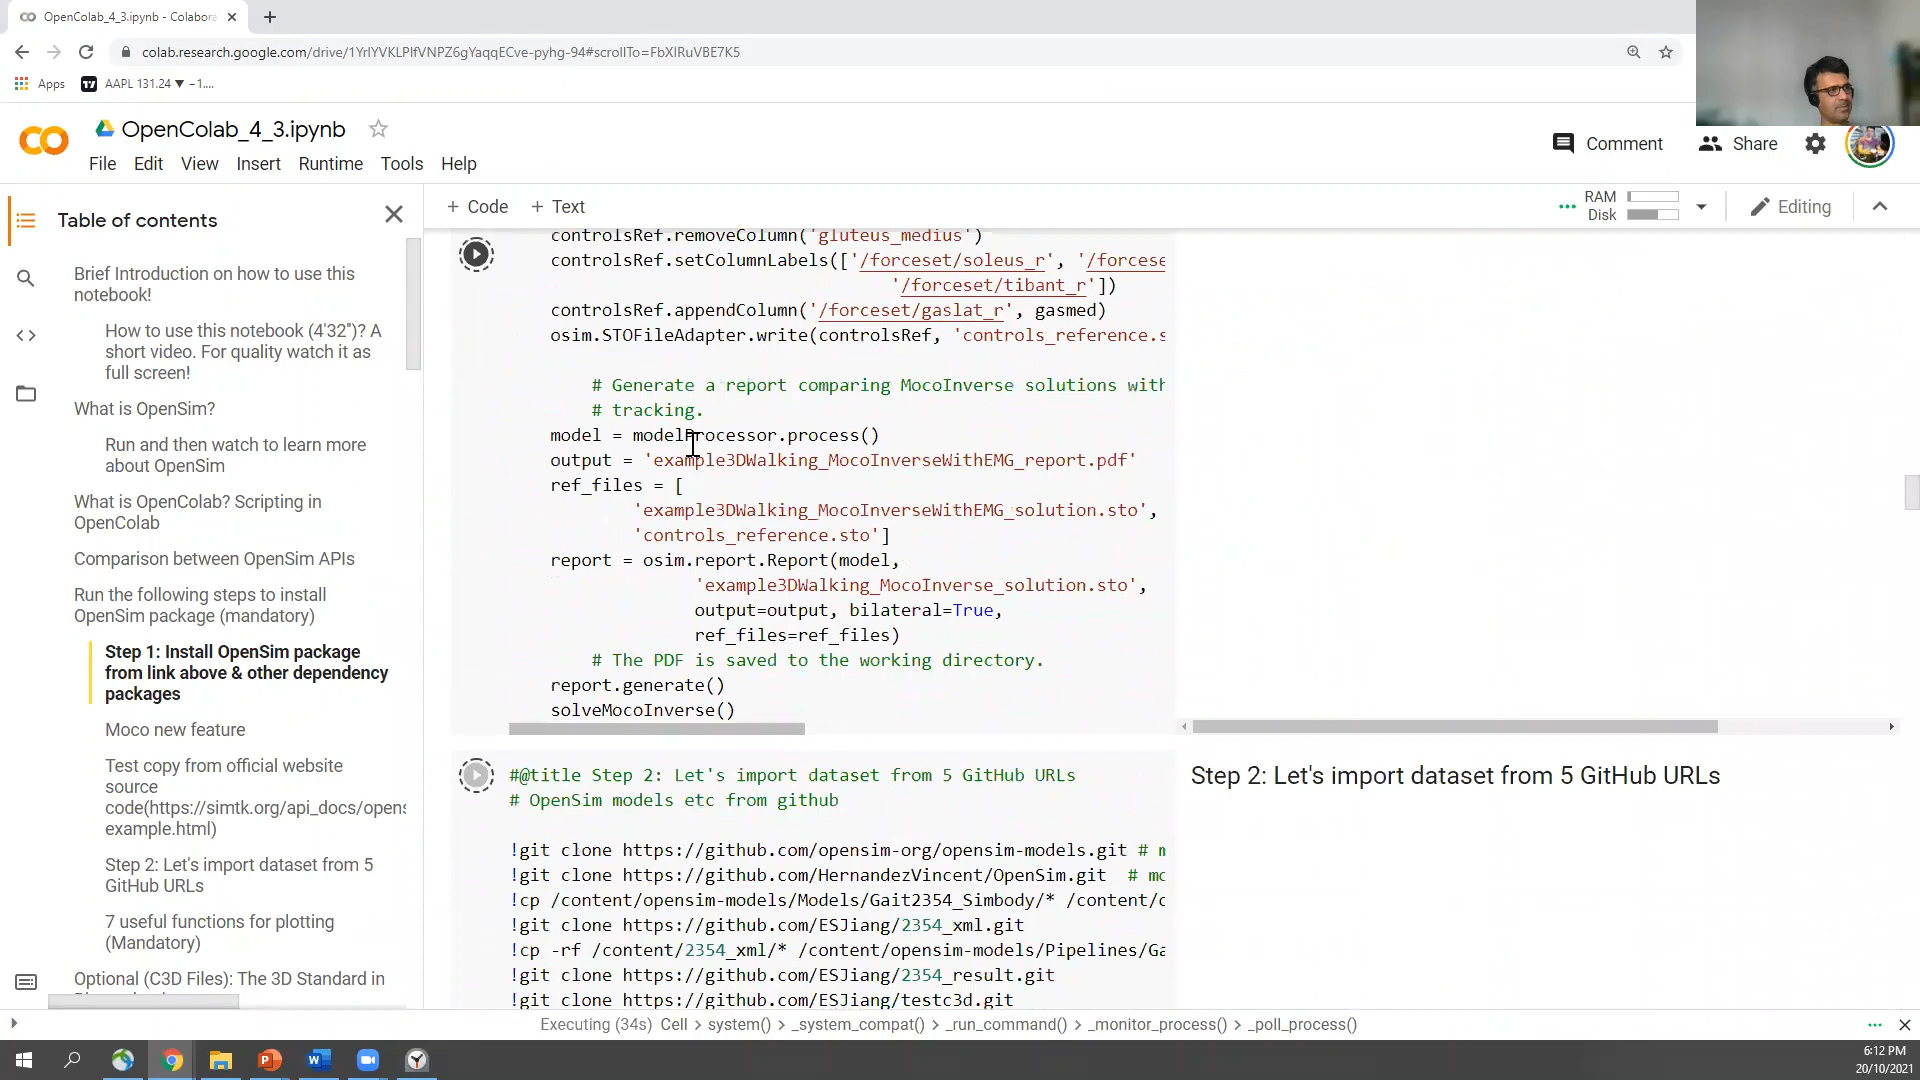 OpenColab_4_3.ipynb - Colabora
colab.research.google.com/drive/1YrlYVKLPlfVNPZ6gYaqqECve-pyhg-94#scrollTo=FbXIRuVBE7K5
Apps
AAPL 131.24 ▼ −1....
OpenColab_4_3.ipynb
File Edit View Insert Runtime Tools Help
Comment
Share
Table of contents
Brief Introduction on how to use this
notebook!
How to use this notebook (4'32")? A
short video. For quality watch it as
full screen!
What is OpenSim?
Run and then watch to learn more
about OpenSim
What is OpenColab? Scripting in
OpenColab
Comparison between OpenSim APIs
Run the following steps to install
OpenSim package (mandatory)
Step 1: Install OpenSim package
from link above & other dependency
packages
Moco new feature
Test copy from official website
source
code(https://simtk.org/api_docs/opens
example.html)
Step 2: Let's import dataset from 5
GitHub URLs
7 useful functions for plotting
(Mandatory)
Optional (C3D Files): The 3D Standard in
+ Code + Text
RAM
Disk
Editing
controlsRef.removeColumn('gluteus_medius')
controlsRef.setColumnLabels(['/forceset/soleus_r', '/forcese
'/forceset/tibant_r'])
controlsRef.appendColumn('/forceset/gaslat_r', gasmed)
osim.STOFileAdapter.write(controlsRef, 'controls_reference.s
# Generate a report comparing MocoInverse solutions with
# tracking.
model = modelProcessor.process()
output = 'example3DWalking_MocoInverseWithEMG_report.pdf'
ref_files = [
'example3DWalking_MocoInverseWithEMG_solution.sto',
'controls_reference.sto']
report = osim.report.Report(model,
'example3DWalking_MocoInverse_solution.sto',
output=output, bilateral=True,
ref_files=ref_files)
# The PDF is saved to the working directory.
report.generate()
solveMocoInverse()
#@title Step 2: Let's import dataset from 5 GitHub URLs
# OpenSim models etc from github
!git clone https://github.com/opensim-org/opensim-models.git # m
!git clone https://github.com/HernandezVincent/OpenSim.git # mo
!cp /content/opensim-models/Models/Gait2354_Simbody/* /content/o
!git clone https://github.com/ESJiang/2354_xml.git
!cp -rf /content/2354_xml/* /content/opensim-models/Pipelines/Ga
!git clone https://github.com/ESJiang/2354_result.git
!git clone https://github.com/ESJiang/testc3d.git
Step 2: Let's import dataset from 5 GitHub URLs
Executing (34s) Cell > system() > _system_compat() > _run_command() > _monitor_process() > _poll_process()
6:12 PM
20/10/2021